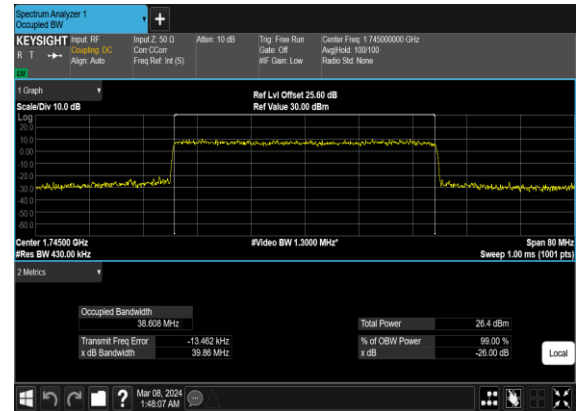 Spectrum Analyzer 1
Occupied BW
+
KEYSIGHT
R T
LXI
Input: RF
Coupling: DC
Align: Auto
Input Z: 50 Ω
Corr CCorr
Freq Ref: Int (S)
Atten: 10 dB
Trig: Free Run
Gate: Off
#IF Gain: Low
Center Freq: 1.745000000 GHz
Avg|Hold: 100/100
Radio Std: None
1 Graph
Scale/Div 10.0 dB
Ref Lvl Offset 25.60 dB
Ref Value 30.00 dBm
Log
20.0
10.0
0.00
-10.0
-20.0
-30.0
-40.0
-50.0
-60.0
Center 1.74500 GHz
#Res BW 430.00 kHz
#Video BW 1.3000 MHz*
Span 80 MHz
Sweep 1.00 ms (1001 pts)
2 Metrics
Occupied Bandwidth
38.608 MHz
Total Power 26.4 dBm
Transmit Freq Error -13.462 kHz
% of OBW Power 99.00 %
x dB Bandwidth 39.86 MHz
x dB -26.00 dB
Local
?
Mar 08, 2024
1:48:07 AM